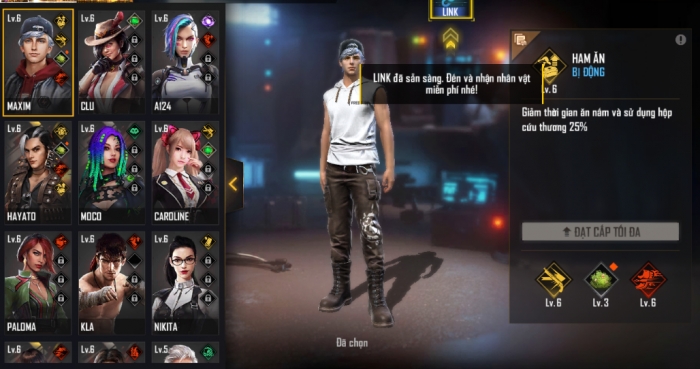 LINK
Lv.6
Lv.6
Lv.6
MAXIM
CLU
A124
Lv.6
Lv.6
Lv.6
HAYATO
MOCO
CAROLINE
Lv.6
Lv.6
Lv.6
PALOMA
KLA
NIKITA
Lv.6
Lv.6
Lv.5
LINK đã sẵn sàng. Đến và nhận nhân vật
miễn phí nhé!
Đã chọn
HAM ĂN
BỊ ĐỘNG
Lv. 6
Giảm thời gian ăn nấm và sử dụng hộp
cứu thương 25%
ĐẠT CẤP TỐI ĐA
Lv. 6
Lv. 3
Lv. 6